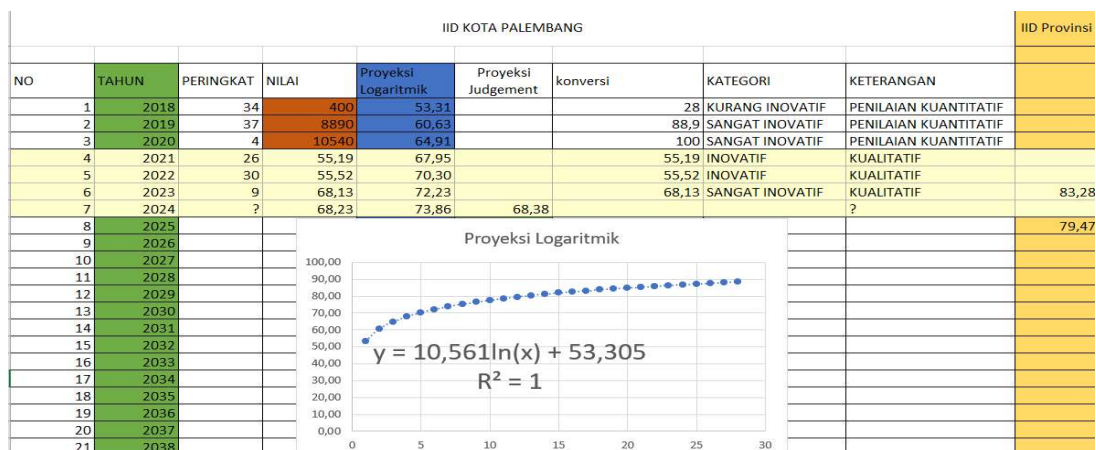 IID KOTA PALEMBANG IID Provinsi
NO TAHUN PERINGKAT NILAI Proyeksi Logaritmik Proyeksi Judgement konversi KATEGORI KETERANGAN
1 2018 34 400 53,31 28 KURANG INOVATIF PENILAIAN KUANTITATIF
2 2019 37 8890 60,63 88,9 SANGAT INOVATIF PENILAIAN KUANTITATIF
3 2020 4 10540 64,91 100 SANGAT INOVATIF PENILAIAN KUANTITATIF
4 2021 26 55,19 67,95 55,19 INOVATIF KUALITATIF
5 2022 30 55,52 70,30 55,52 INOVATIF KUALITATIF
6 2023 9 68,13 72,23 68,13 SANGAT INOVATIF KUALITATIF 83,28
7 2024 ? 68,23 73,86 68,38 ?
8 2025 79,47
9 2026
10 2027
11 2028
12 2029
13 2030
14 2031
15 2032
16 2033
17 2034
18 2035
19 2036
20 2037
21 2038
Proyeksi Logaritmik
100,00
90,00
80,00
70,00
60,00
50,00
40,00
30,00
20,00
10,00
0,00
y = 10,561ln(x) + 53,305
R² = 1
0 5 10 15 20 25 30